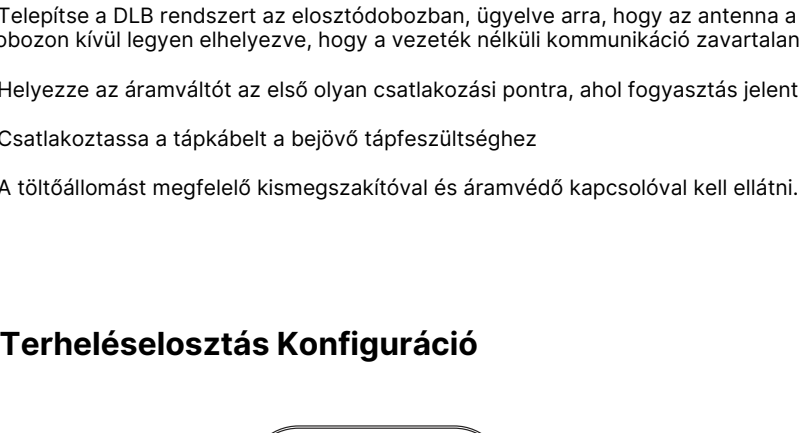 Telepítse a DLB rendszert az elosztódobozban, ügyelve arra, hogy az antenna a
obozon kívül legyen elhelyezve, hogy a vezeték nélküli kommunikáció zavartalan
Helyezze az áramváltót az első olyan csatlakozási pontra, ahol fogyasztás jelent
Csatlakoztassa a tápkábelt a bejövő tápfeszültséghez
A töltőállomást megfelelő kismegszakítóval és áramvédő kapcsolóval kell ellátni.
Terheléselosztás Konfiguráció